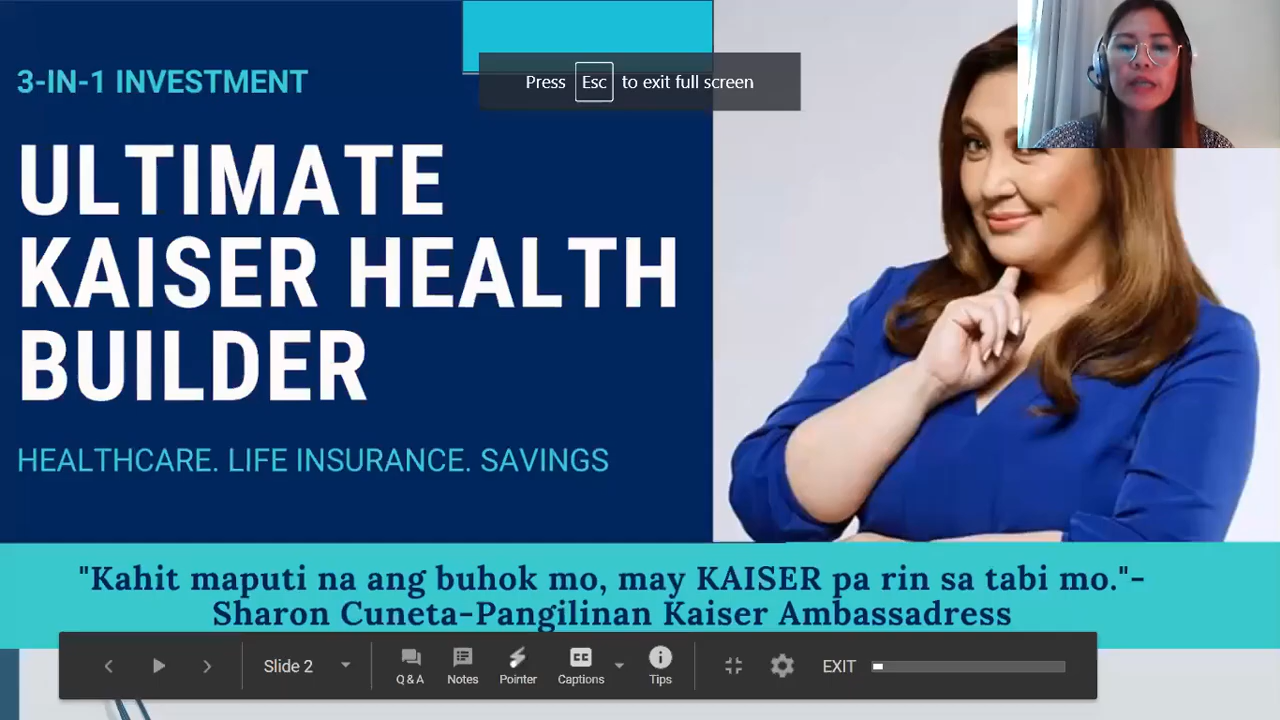 3-IN-1 INVESTMENT
Press Esc to exit full screen
ULTIMATE
KAISER HEALTH
BUILDER
HEALTHCARE. LIFE INSURANCE. SAVINGS
"Kahit maputi na ang buhok mo, may KAISER pa rin sa tabi mo."-
Sharon Cuneta-Pangilinan Kaiser Ambassadress
Slide 2
Q & A
Notes
Pointer
CC
Captions
Tips
EXIT